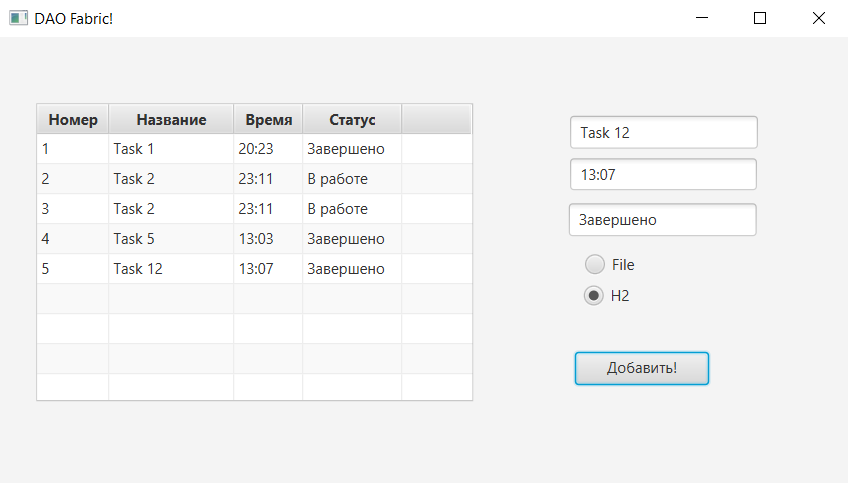 DAO Fabric!
Номер Название Время Статус
1 Task 1 20:23 Завершено
2 Task 2 23:11 В работе
3 Task 2 23:11 В работе
4 Task 5 13:03 Завершено
5 Task 12 13:07 Завершено
Task 12
13:07
Завершено
File
H2
Добавить!